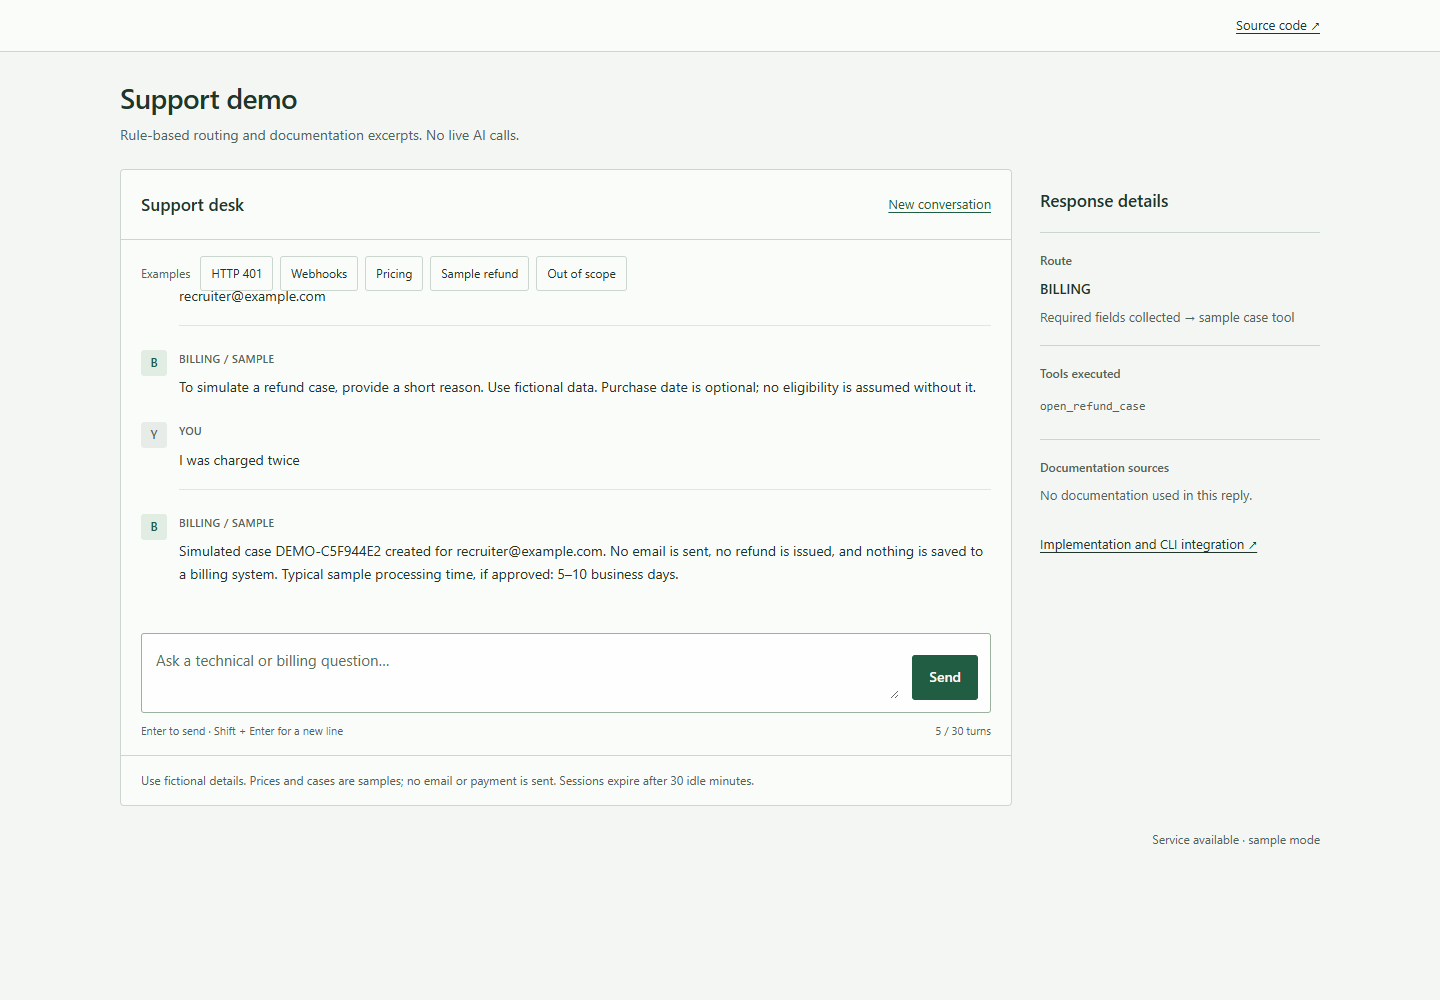 Source code ↗
Support demo
Rule-based routing and documentation excerpts. No live AI calls.
Support desk
New conversation
Examples
HTTP 401
Webhooks
Pricing
Sample refund
Out of scope
recruiter@example.com
B
BILLING / SAMPLE
To simulate a refund case, provide a short reason. Use fictional data. Purchase date is optional; no eligibility is assumed without it.
Y
YOU
I was charged twice
B
BILLING / SAMPLE
Simulated case DEMO-C5F944E2 created for recruiter@example.com. No email is sent, no refund is issued, and nothing is saved to
a billing system. Typical sample processing time, if approved: 5–10 business days.
Ask a technical or billing question...
Send
Enter to send · Shift + Enter for a new line
5 / 30 turns
Use fictional details. Prices and cases are samples; no email or payment is sent. Sessions expire after 30 idle minutes.
Response details
Route
BILLING
Required fields collected → sample case tool
Tools executed
open_refund_case
Documentation sources
No documentation used in this reply.
Implementation and CLI integration ↗
Service available · sample mode